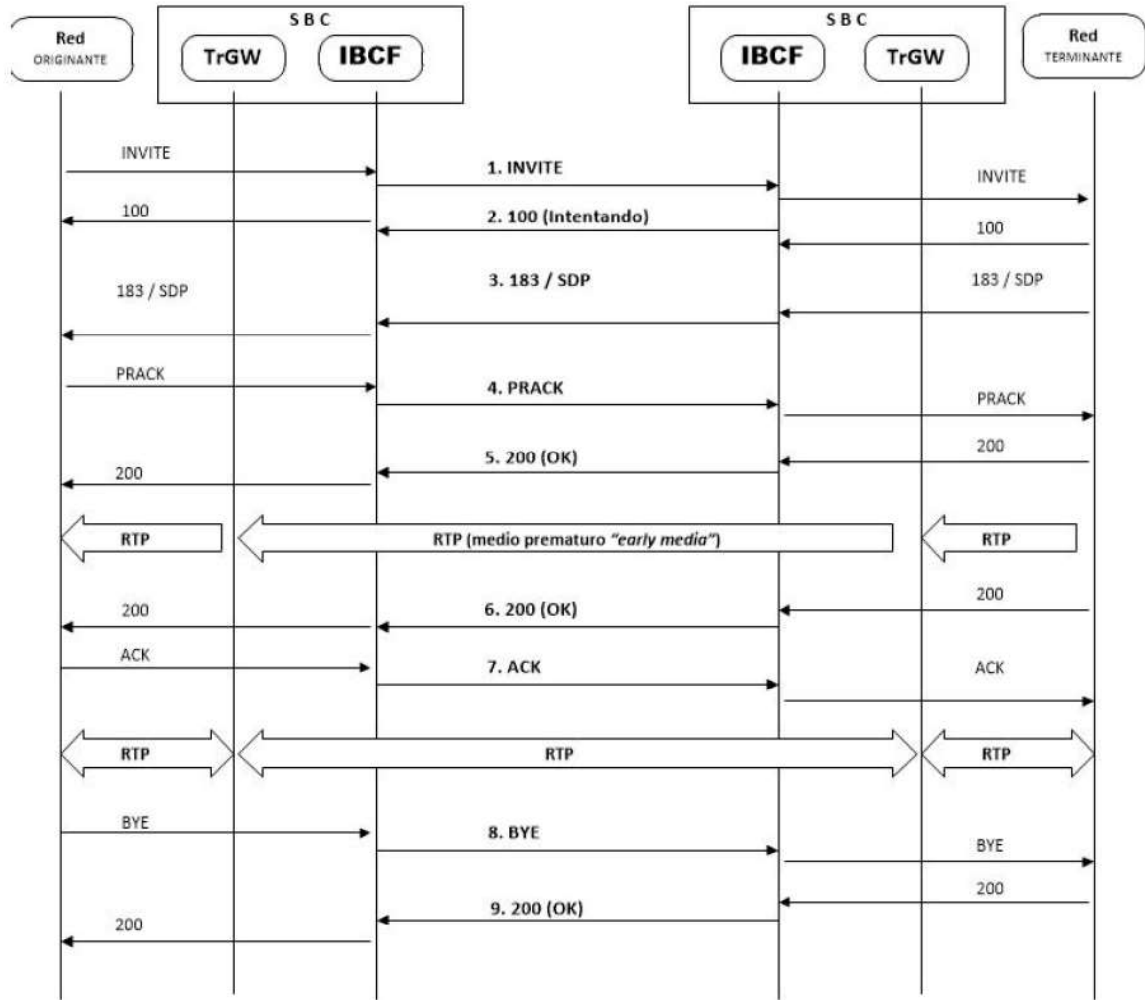 S B C
S B C
Red
ORIGINANTE
TrGW
IBCF
IBCF
TrGW
Red
TERMINANTE
INVITE
1. INVITE
INVITE
100
2. 100 (Intentando)
100
183 / SDP
3. 183 / SDP
183 / SDP
PRACK
4. PRACK
PRACK
200
5. 200 (OK)
200
RTP
RTP (medio prematuro “early media”)
RTP
200
6. 200 (OK)
200
ACK
7. ACK
ACK
RTP
RTP
RTP
BYE
8. BYE
BYE
200
9. 200 (OK)
200